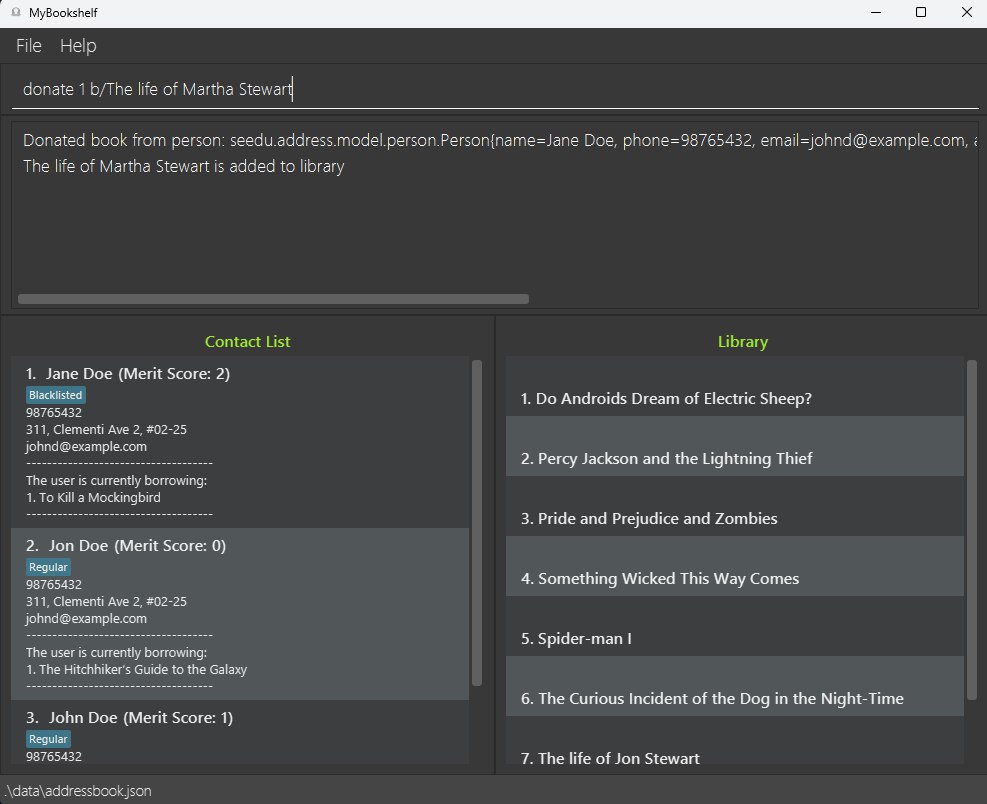 MyBookshelf
File Help
donate 1 b/The life of Martha Stewart
Donated book from person: seedu.address.model.person.Person{name=Jane Doe, phone=98765432, email=johnd@example.com, a
The life of Martha Stewart is added to library
Contact List
1. Jane Doe (Merit Score: 2)
Blacklisted
98765432
311, Clementi Ave 2, #02-25
johnd@example.com
------------------------------------
The user is currently borrowing:
1. To Kill a Mockingbird
------------------------------------
2. Jon Doe (Merit Score: 0)
Regular
98765432
311, Clementi Ave 2, #02-25
johnd@example.com
------------------------------------
The user is currently borrowing:
1. The Hitchhiker's Guide to the Galaxy
------------------------------------
3. John Doe (Merit Score: 1)
Regular
98765432
Library
1. Do Androids Dream of Electric Sheep?
2. Percy Jackson and the Lightning Thief
3. Pride and Prejudice and Zombies
4. Something Wicked This Way Comes
5. Spider-man I
6. The Curious Incident of the Dog in the Night-Time
7. The life of Jon Stewart
.\data\addressbook.json